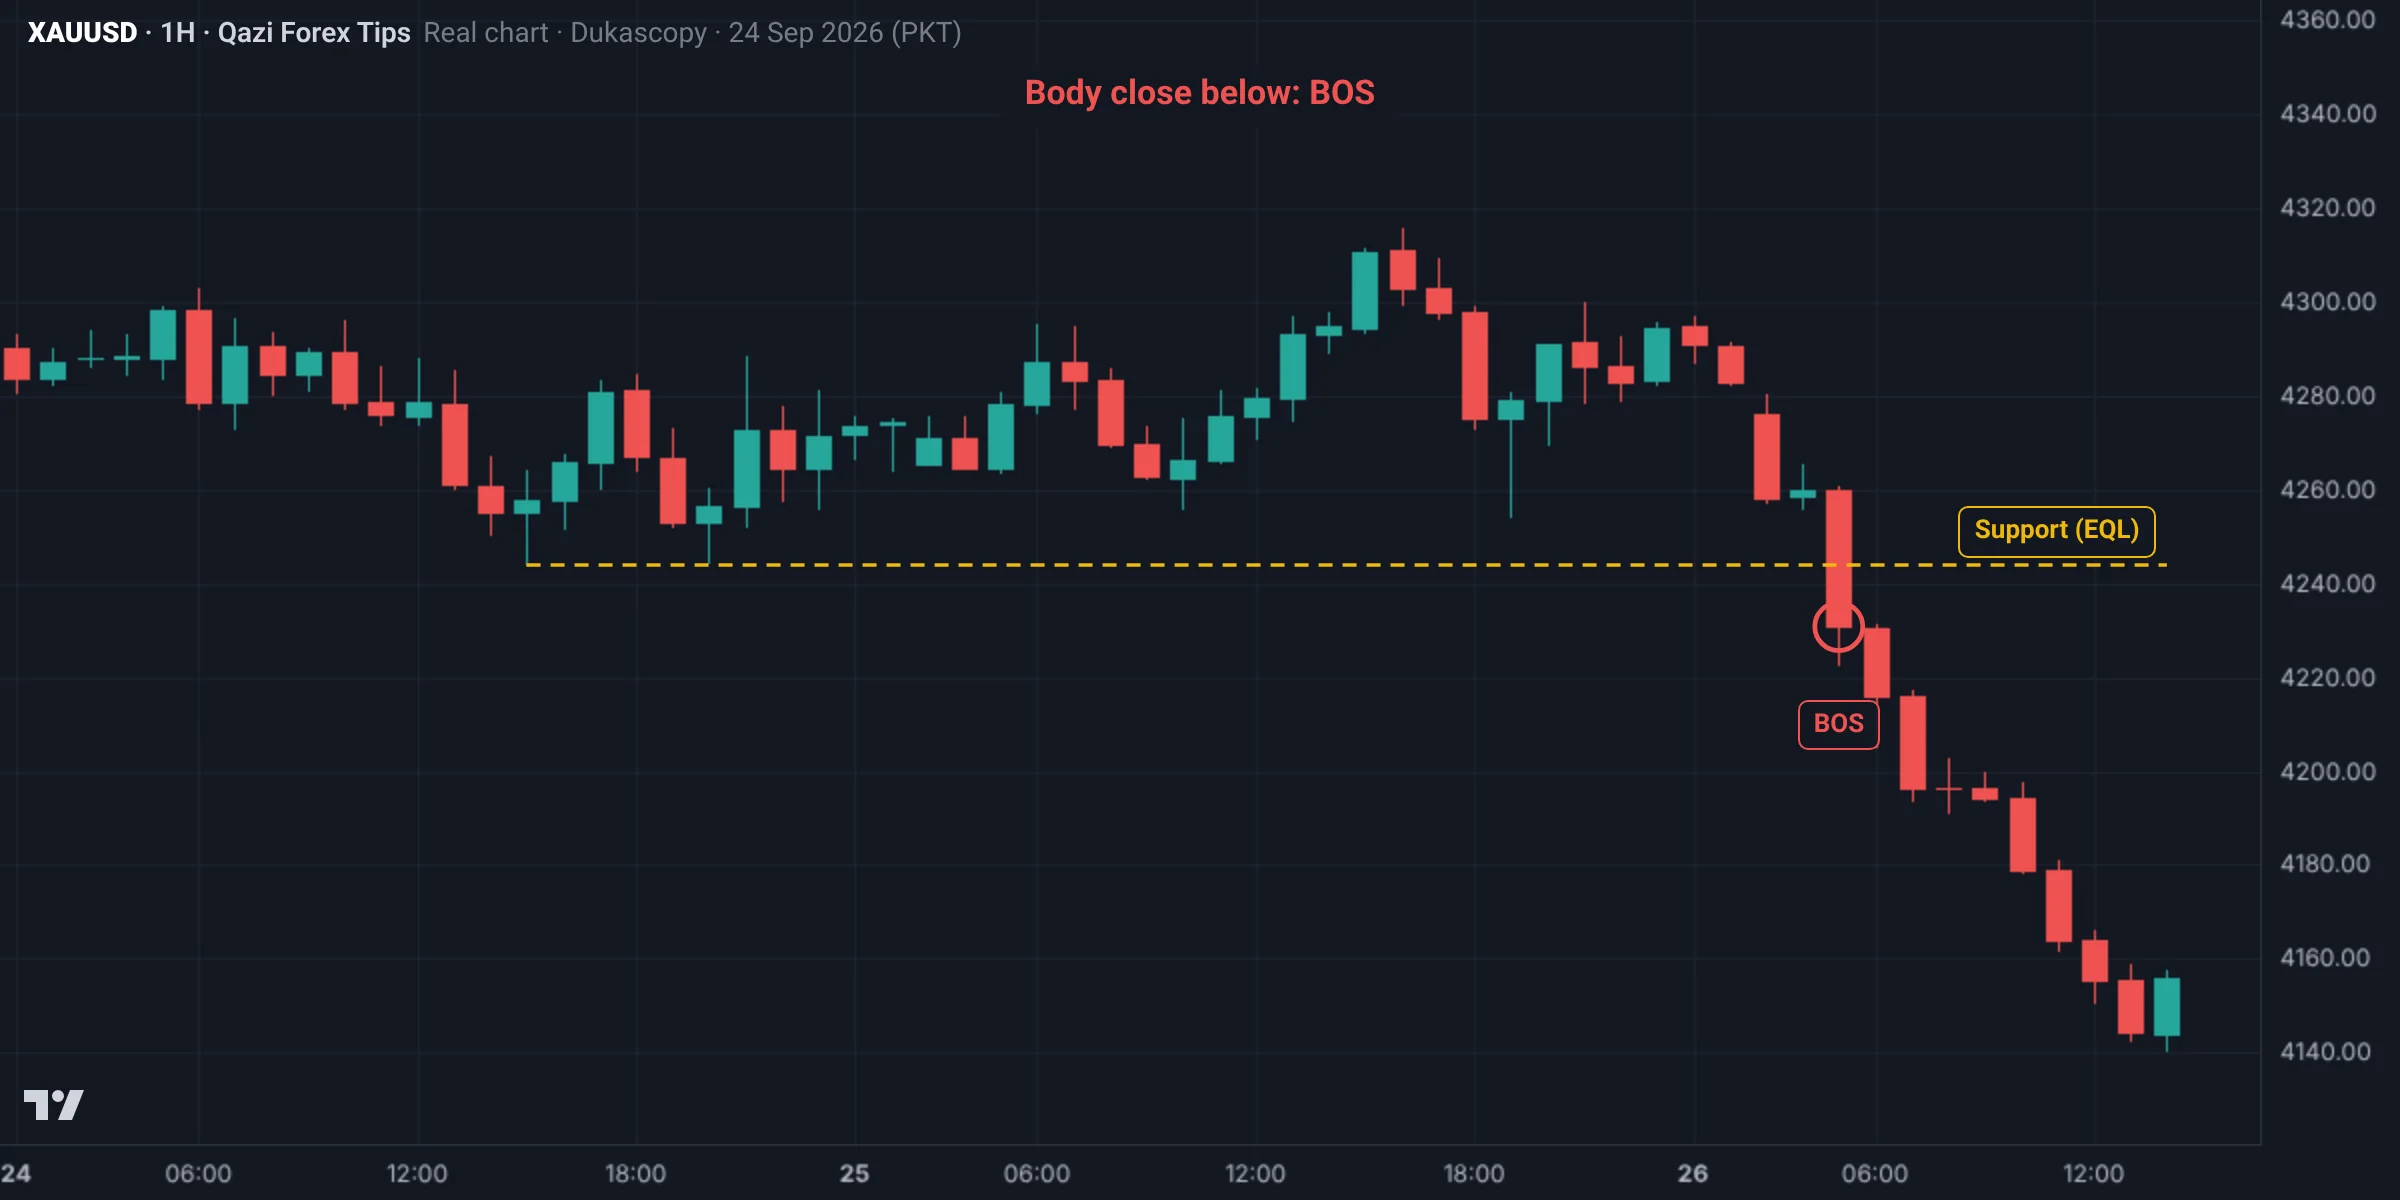 XAUUSD · 1H · Qazi Forex Tips Real chart · Dukascopy · 24 Sep 2026 (PKT)
Body close below: BOS
4360.00
4340.00
4320.00
4300.00
4280.00
4260.00
Support (EQL)
4240.00
4220.00
BOS
4200.00
4180.00
4160.00
4140.00
24 06:00 12:00 18:00 25 06:00 12:00 18:00 26 06:00 12:00